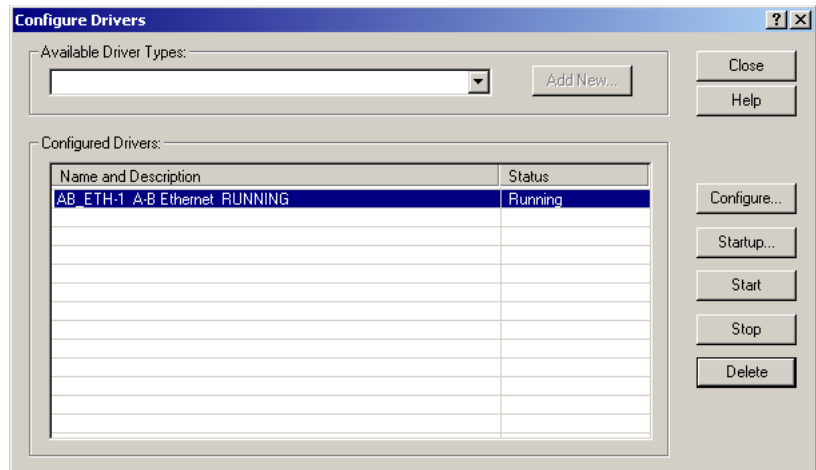 Configure Drivers
Available Driver Types:
Add New...
Close
Help
Configured Drivers:
Name and Description Status
AB_ETH-1 A-B Ethernet RUNNING Running
Configure...
Startup...
Start
Stop
Delete